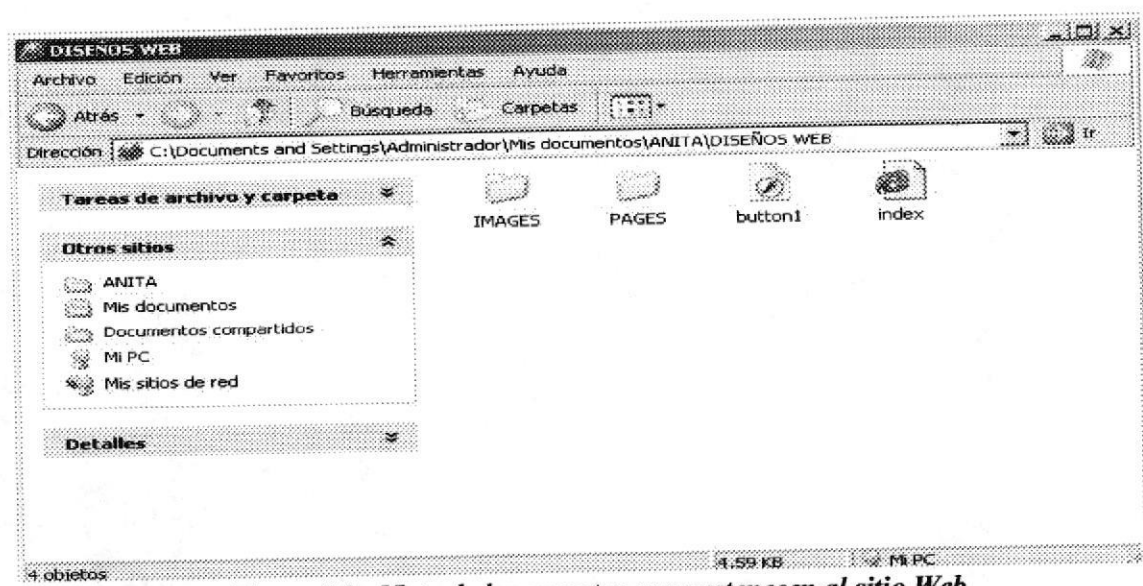 DISEÑOS WEB
Archivo Edición Ver Favoritos Herramientas Ayuda
Atrás Búsqueda Carpetas
Dirección C:\Documents and Settings\Administrador\Mis documentos\ANITA\DISEÑOS WEB Ir
Tareas de archivo y carpeta
IMAGES PAGES button1 index
Otros sitios
ANITA
Mis documentos
Documentos compartidos
Mi PC
Mis sitios de red
Detalles
4 objetos 4.59 KB Mi PC
al sitio Web